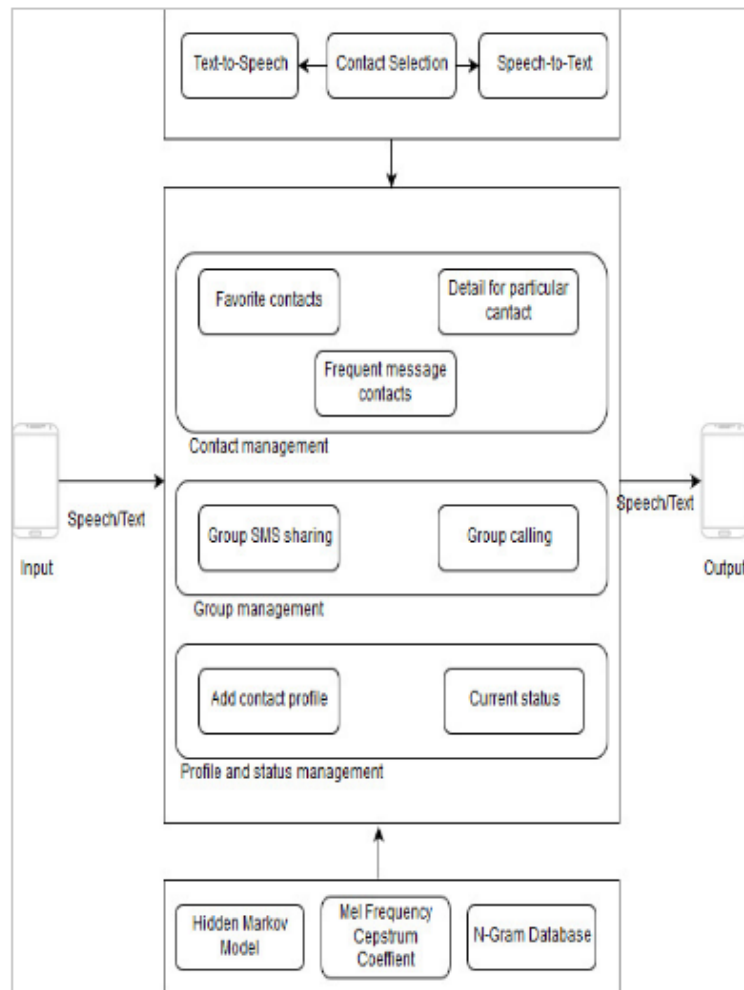 Text-to-Speech
Contact Selection
Speech-to-Text
Favorite contacts
Detail for particular
cantact
Frequent message
contacts
Contact management
Speech/Text
Speech/Text
Group SMS sharing
Group calling
Input
Output
Group management
Add contact profile
Current status
Profile and status management
Hidden Markov
Model
Mel Frequency
Cepstrum
Coeffient
N-Gram Database